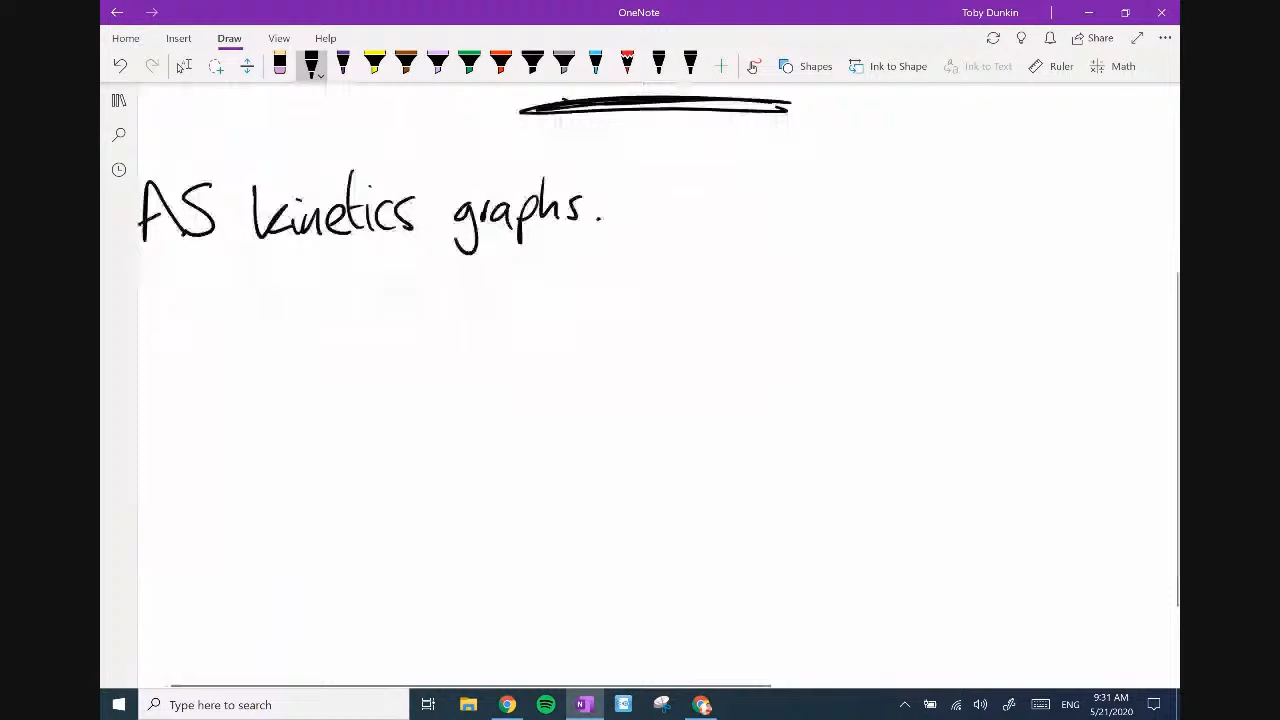 OneNote
Toby Dunkin
Home Insert Draw View Help
Share
Shapes Ink to Shape Ink to Text Ruler Math
AS kinetics graphs.
Type here to search
ENG
9:31 AM
5/21/2020